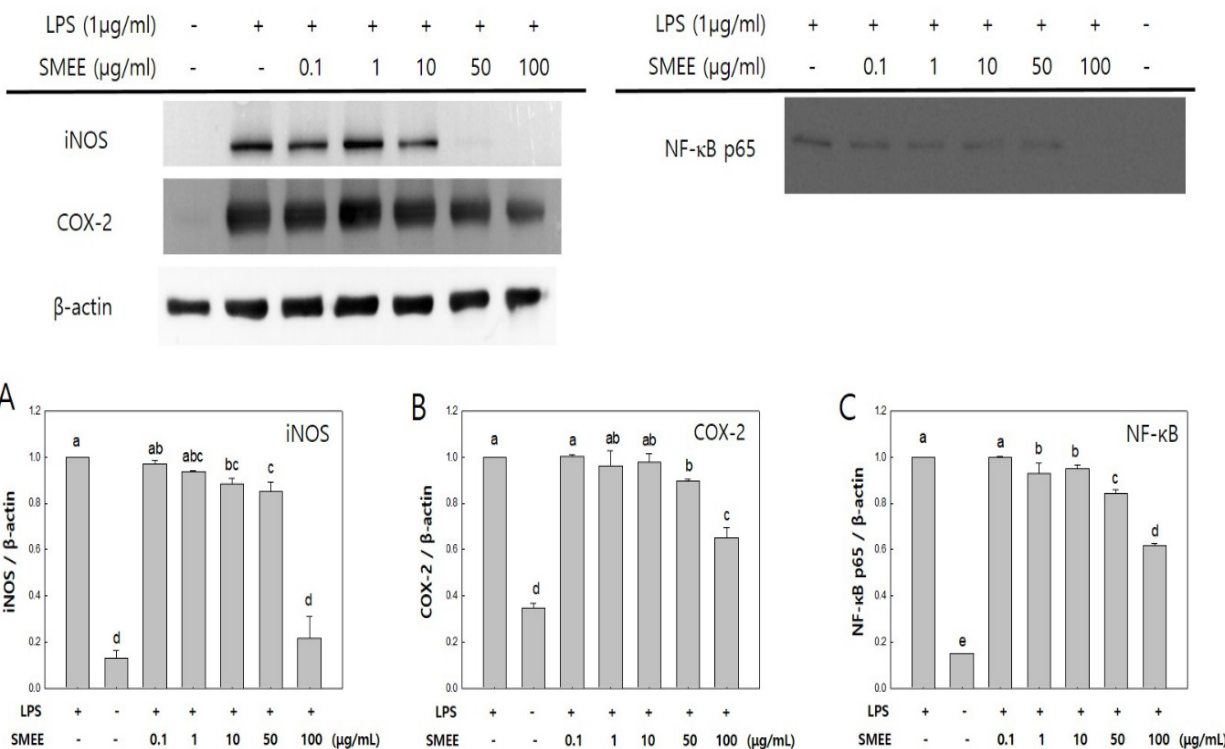 LPS (1μg/ml) - + + + + + +
SMEE (μg/ml) - - 0.1 1 10 50 100
iNOS
COX-2
β-actin
LPS (1μg/ml) + + + + + + -
SMEE (μg/ml) - 0.1 1 10 50 100 -
NF-κB p65
A
iNOS
iNOS / β-actin
1.2
1.0
0.8
0.6
0.4
0.2
0.0
a d ab abc bc c d
LPS + - + + + + +
SMEE - - 0.1 1 10 50 100 (μg/mL)
B
COX-2
COX-2 / β-actin
1.2
1.0
0.8
0.6
0.4
0.2
0.0
a d a ab ab b c
LPS + - + + + + +
SMEE - - 0.1 1 10 50 100 (μg/mL)
C
NF-κB
NF-κB p65 / β-actin
1.2
1.0
0.8
0.6
0.4
0.2
0.0
a e a b b c d
LPS + - + + + + +
SMEE - - 0.1 1 10 50 100 (μg/mL)